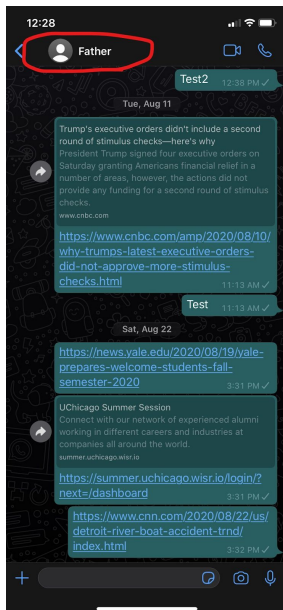 12:28
Father
Test2
12:38 PM
Tue, Aug 11
Trump's executive orders didn't include a second
round of stimulus checks—here's why
President Trump signed four executive orders on
Saturday granting Americans financial relief in a
number of areas, however, the actions did not
provide any funding for a second round of stimulus
checks.
www.cnbc.com
https://www.cnbc.com/amp/2020/08/10/
why-trumps-latest-executive-orders-
did-not-approve-more-stimulus-
checks.html
11:13 AM
Test
11:13 AM
Sat, Aug 22
https://news.yale.edu/2020/08/19/yale-
prepares-welcome-students-fall-
semester-2020
3:31 PM
UChicago Summer Session
Connect with our network of experienced alumni
working in different careers and industries at
companies all around the world.
summer.uchicago.wisr.io
https://summer.uchicago.wisr.io/login/?
next=/dashboard
3:31 PM
https://www.cnn.com/2020/08/22/us/
detroit-river-boat-accident-trnd/
index.html
3:32 PM